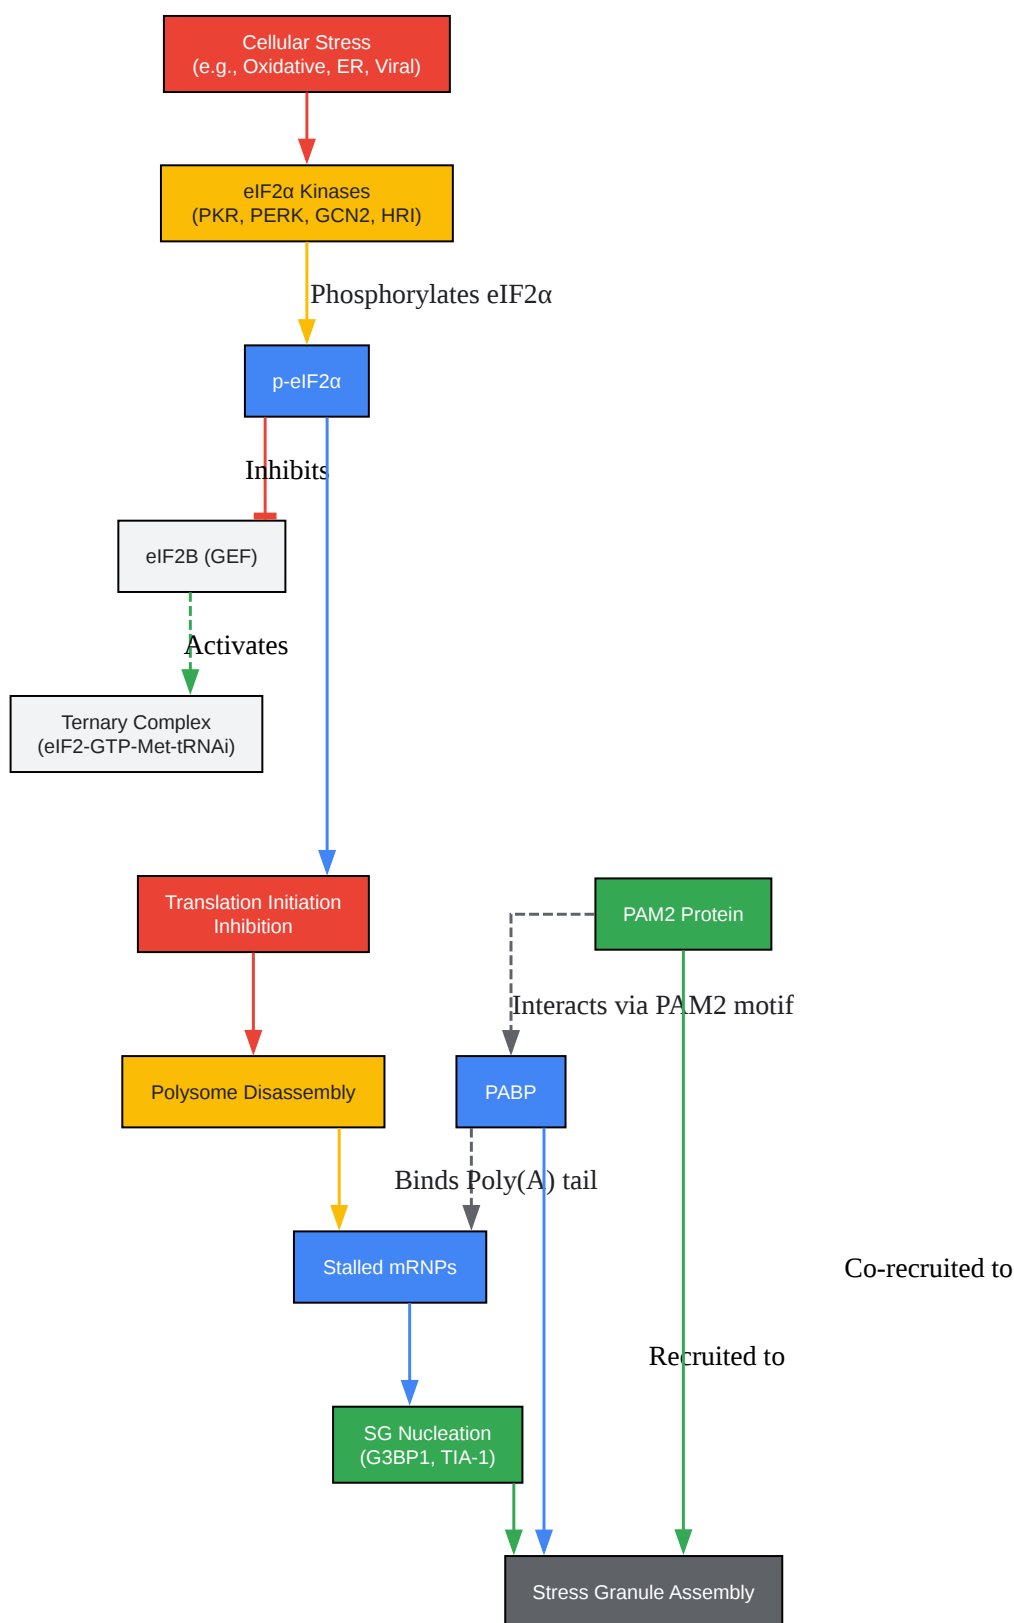 Cellular Stress
(e.g., Oxidative, ER, Viral)
eIF2α Kinases
(PKR, PERK, GCN2, HRI)
Phosphorylates eIF2α
p-eIF2α
Inhibits
eIF2B (GEF)
Activates
Ternary Complex
(eIF2-GTP-Met-tRNAi)
Translation Initiation
Inhibition
PAM2 Protein
Interacts via PAM2 motif
Polysome Disassembly
PABP
Binds Poly(A) tail
Stalled mRNPs
Co-recruited to
Recruited to
SG Nucleation
(G3BP1, TIA-1)
Stress Granule Assembly